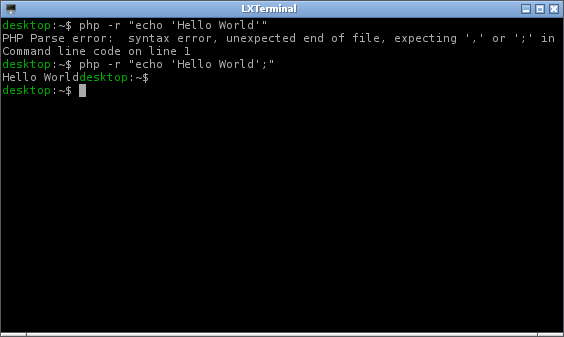 LXTerminal
desktop:~$ php -r "echo 'Hello World'"
PHP Parse error:  syntax error, unexpected end of file, expecting ',' or ';' in
Command line code on line 1
desktop:~$ php -r "echo 'Hello World';"
Hello Worlddesktop:~$
desktop:~$